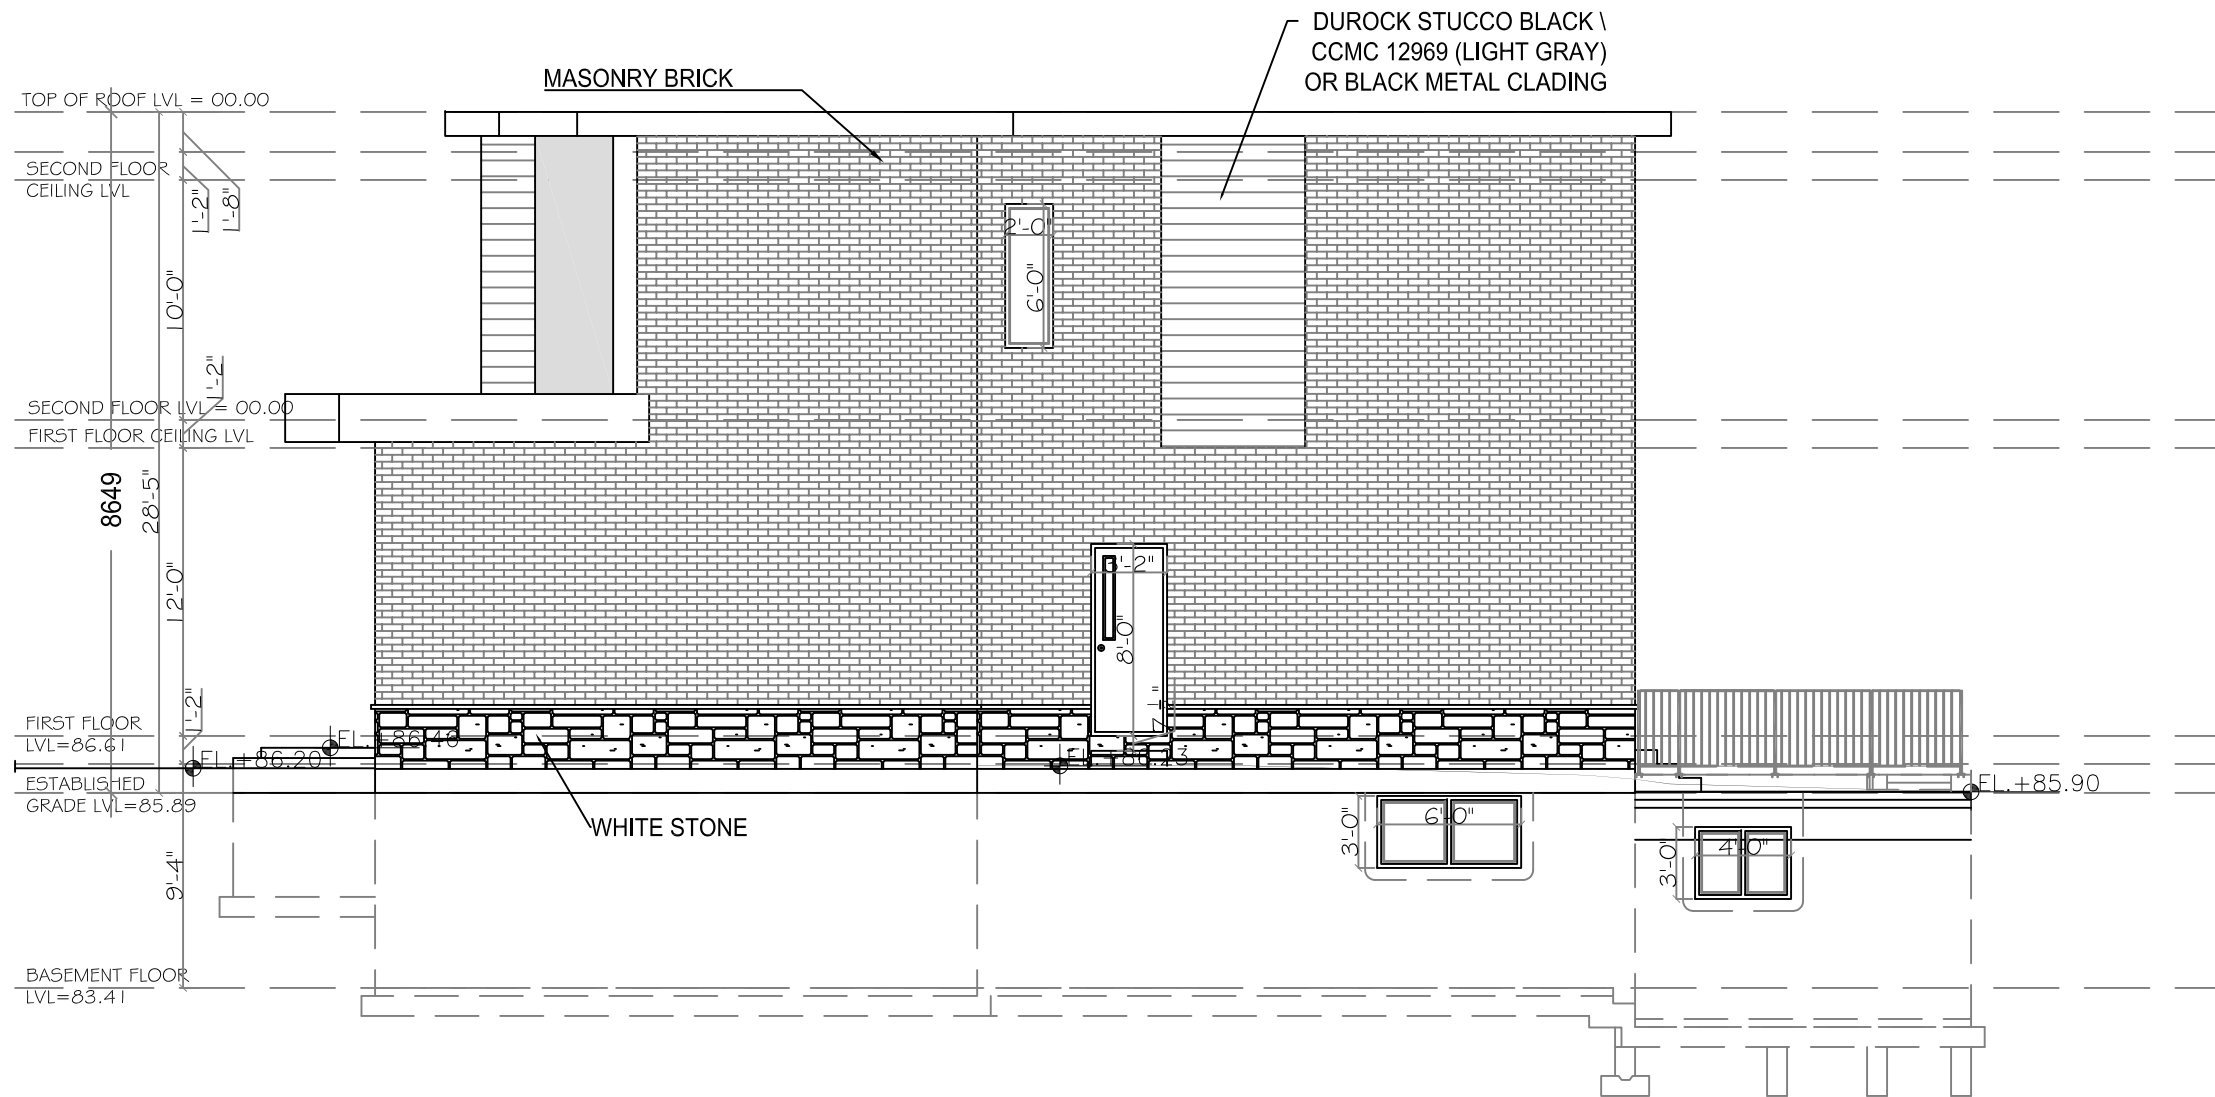 DUROCK STUCCO BLACK \
CCMC 12969 (LIGHT GRAY)
OR BLACK METAL CLADING
MASONRY BRICK
TOP OF ROOF LVL = 00.00
SECOND FLOOR
CEILING LVL
1'-2"
1'-8"
2'-0"
6'-0"
10'-0"
1'-2"
SECOND FLOOR LVL = 00.00
FIRST FLOOR CEILING LVL
8649
28'-5"
12'-0"
3'-2"
8'-0"
1'-2"
FIRST FLOOR
LVL=86.61
FL.+86.46
FL.+86.20
FL.+86.23
ESTABLISHED
GRADE LVL=85.89
FL.+85.90
WHITE STONE
3'-0"
6'-0"
3'-0"
4'-0"
9'-4"
BASEMENT FLOOR
LVL=83.41